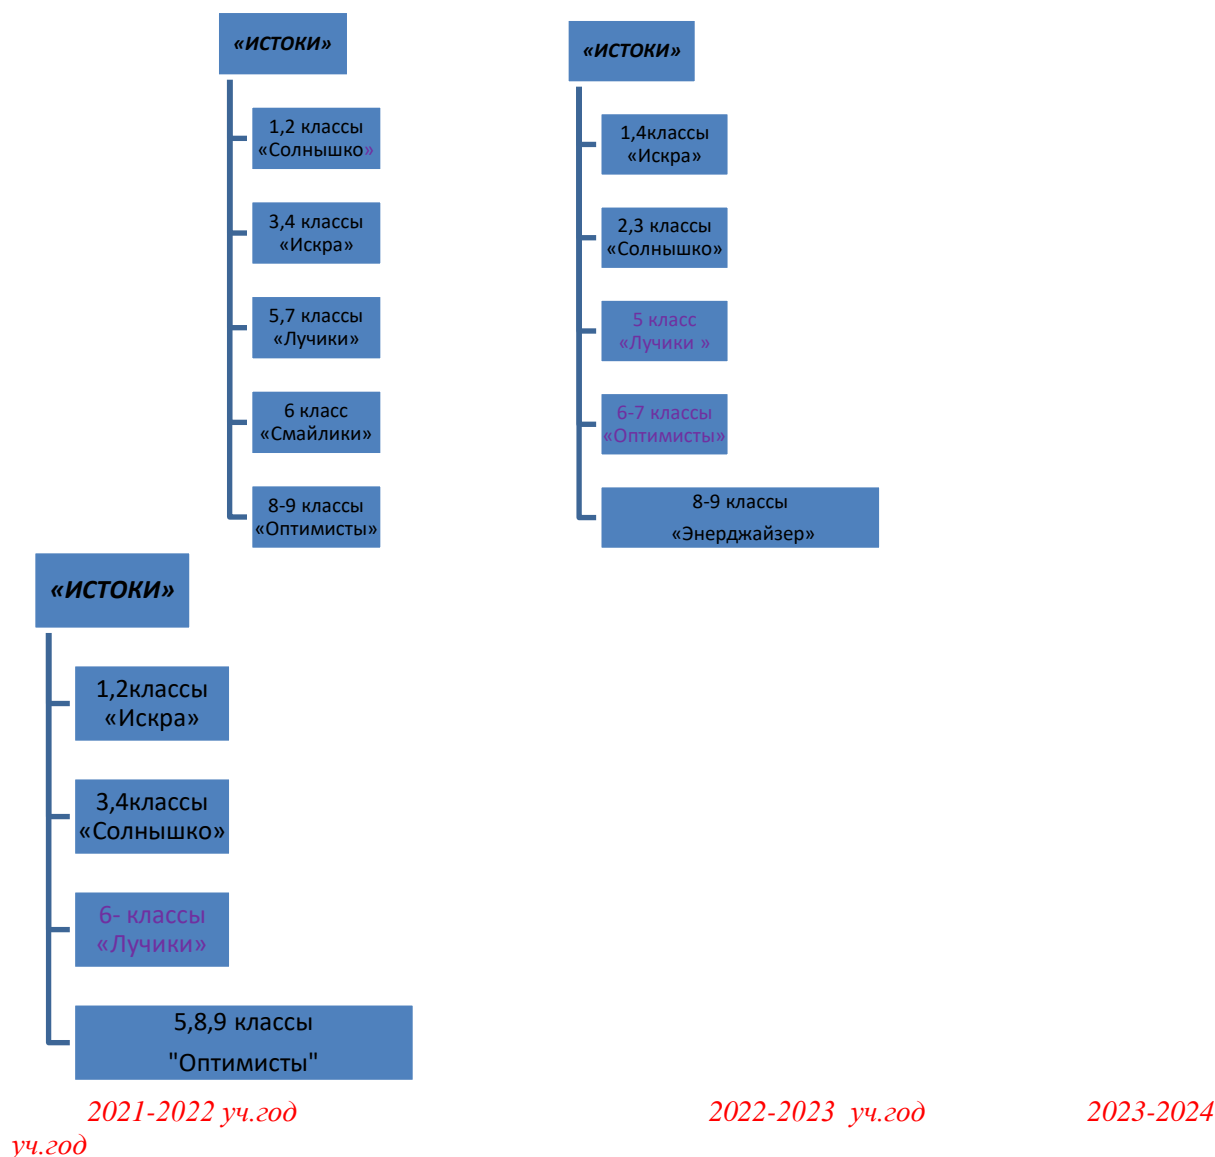 «ИСТОКИ»
1,2 классы
«Солнышко»
3,4 классы
«Искра»
5,7 классы
«Лучики»
6 класс
«Смайлики»
8-9 классы
«Оптимисты»
«ИСТОКИ»
1,4классы
«Искра»
2,3 классы
«Солнышко»
5 класс
«Лучики »
6-7 классы
«Оптимисты»
8-9 классы
«Энерджайзер»
«ИСТОКИ»
1,2классы
«Искра»
3,4классы
«Солнышко»
6- классы
«Лучики»
5,8,9 классы
"Оптимисты"
2021-2022 уч.год 2022-2023 уч.год 2023-2024
уч.год